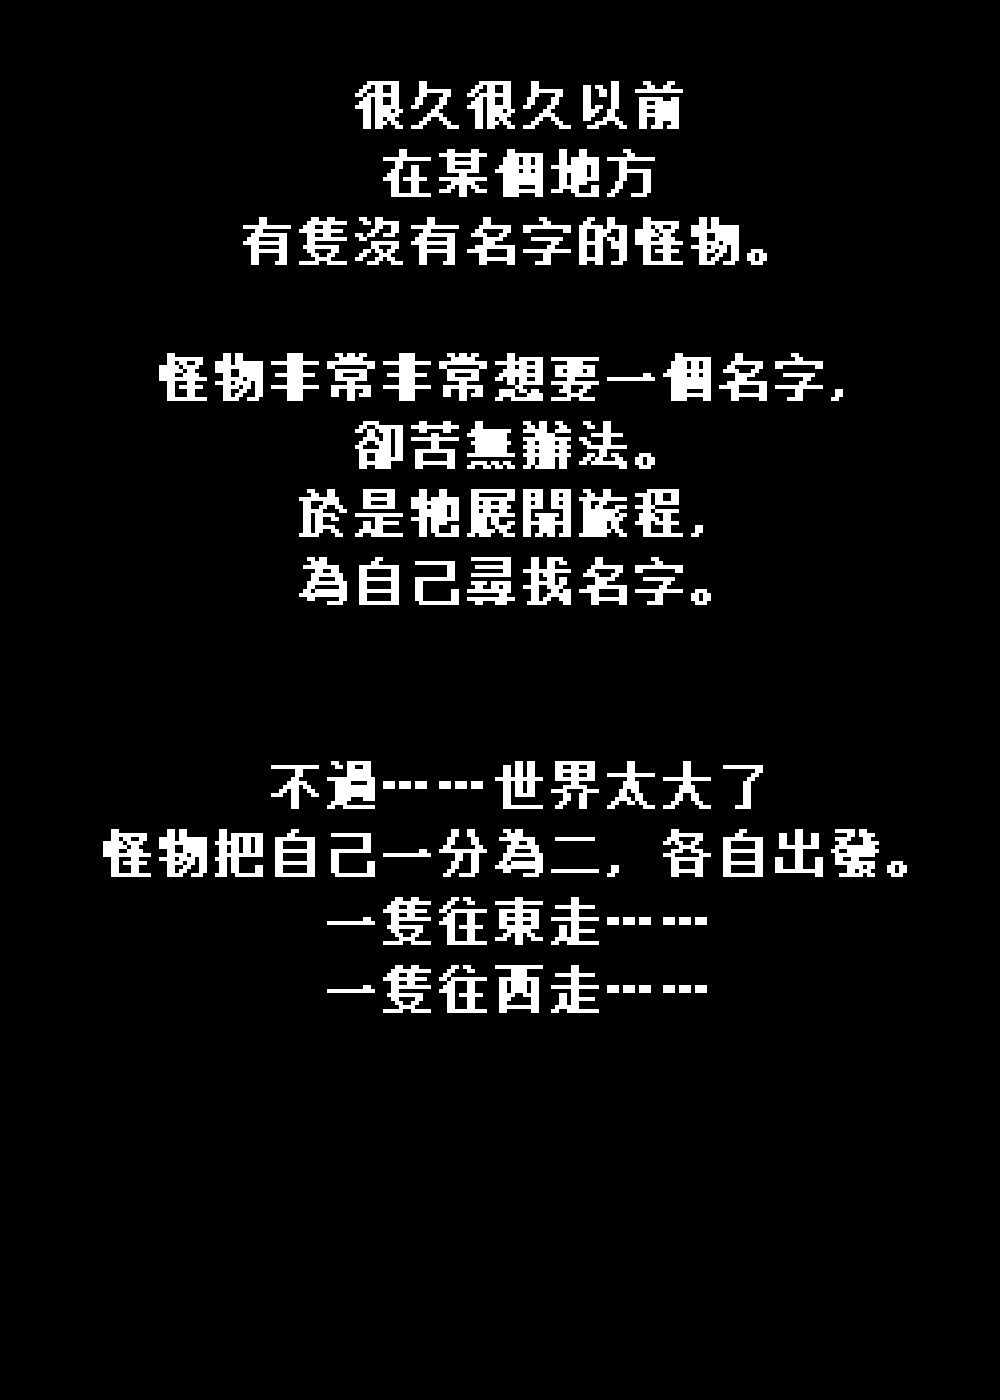 很久很久以前
在某個地方
有隻沒有名字的怪物。
怪物非常非常想要一個名字,
卻苦無辦法。
於是牠展開旅程,
為自己尋找名字。
不過……世界太大了
怪物把自己一分為二, 各自出發。
一隻往東走……
一隻往西走……